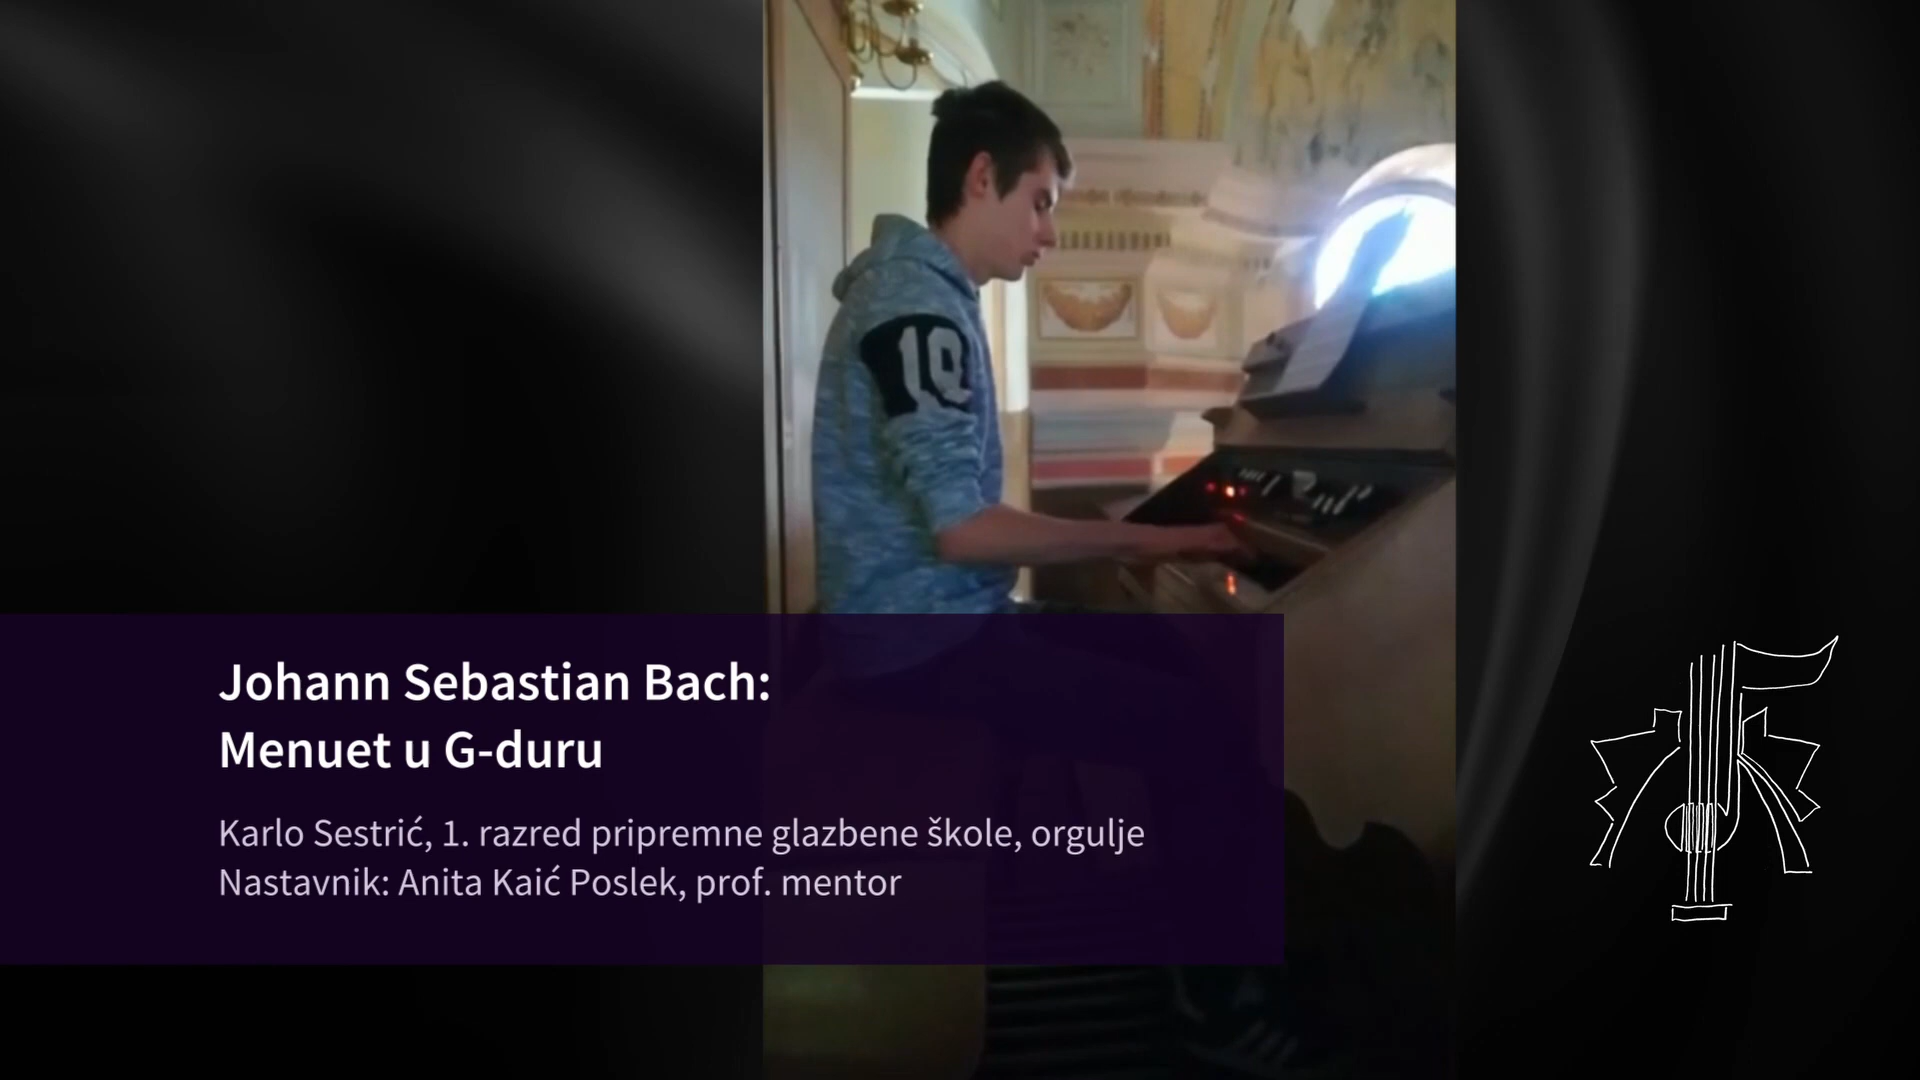 10
Johann Sebastian Bach:
Menuet u G-duru
Karlo Sestrić, 1. razred pripremne glazbene škole, orgulje
Nastavnik: Anita Kaić Poslek, prof. mentor